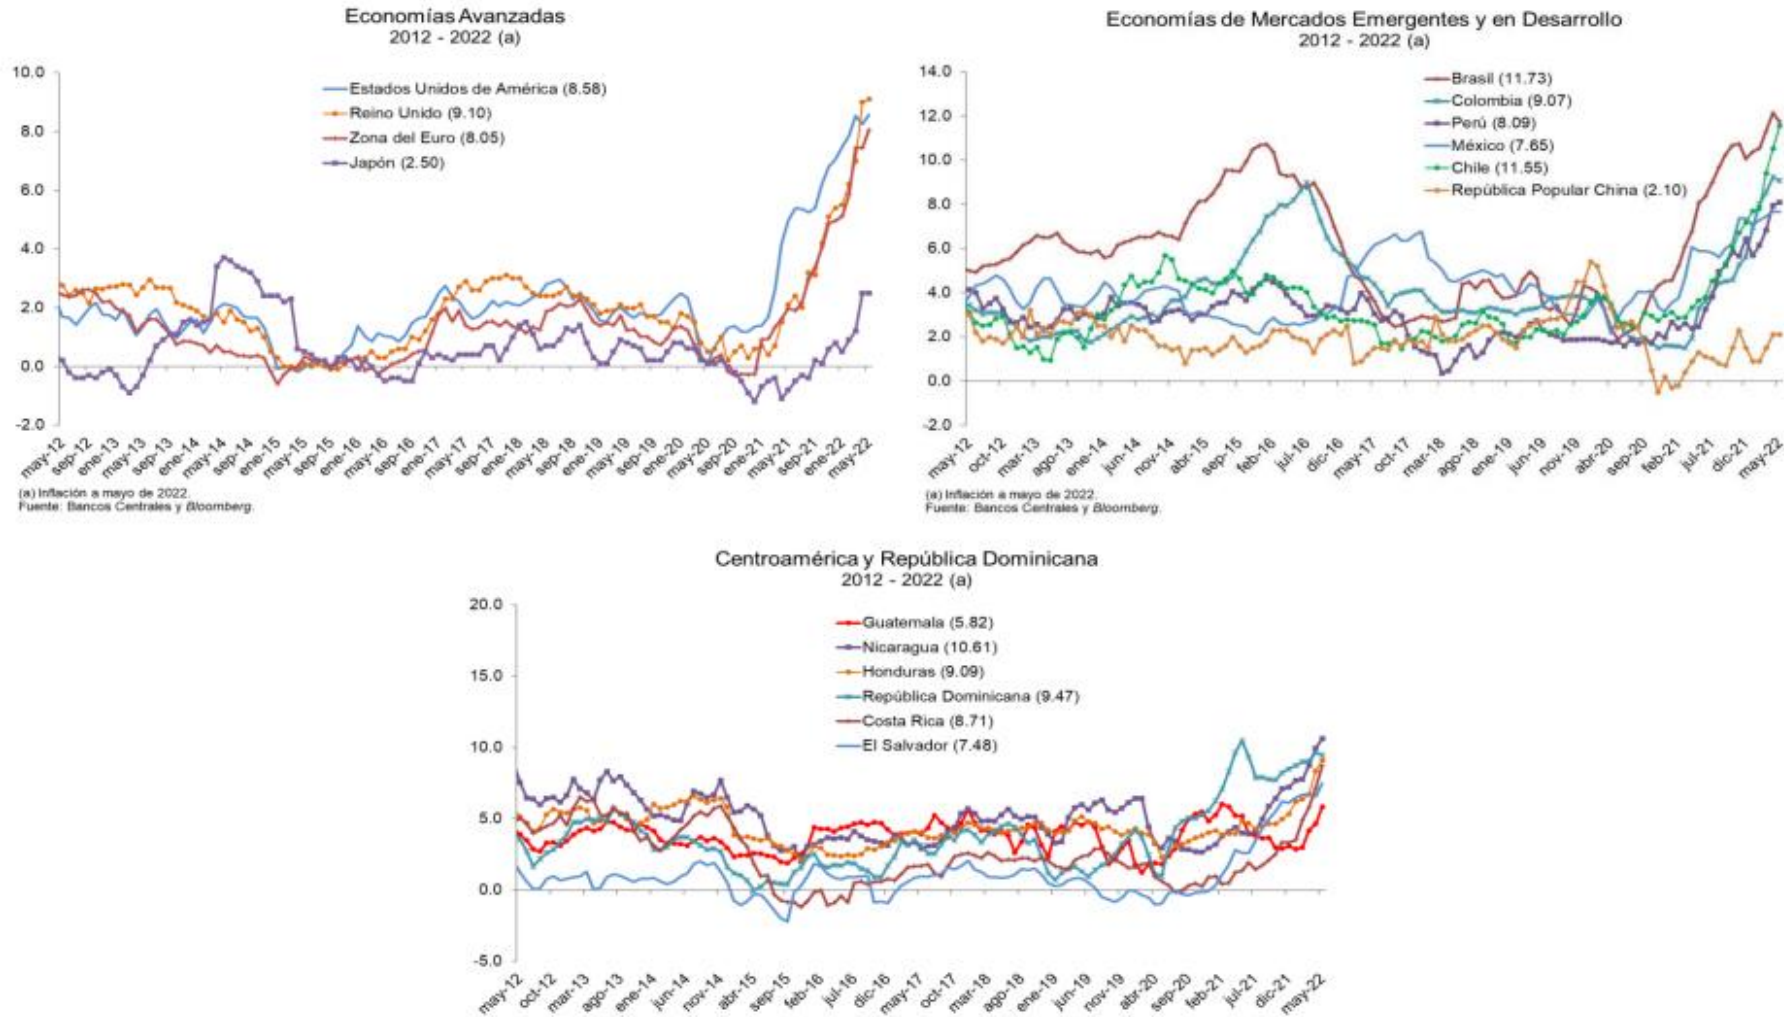 Economías Avanzadas
2012 - 2022 (a)
10.0
8.0
6.0
4.0
2.0
0.0
-2.0
Estados Unidos de América (8.58)
Reino Unido (9.10)
Zona del Euro (8.05)
Japón (2.50)
may-12
sep-12
ene-13
may-13
sep-13
ene-14
may-14
sep-14
ene-15
may-15
sep-15
ene-16
may-16
sep-16
ene-17
may-17
sep-17
ene-18
may-18
sep-18
ene-19
may-19
sep-19
ene-20
may-20
sep-20
ene-21
may-21
sep-21
ene-22
may-22
(a) Inflación a mayo de 2022.
Fuente: Bancos Centrales y Bloomberg.
Economías de Mercados Emergentes y en Desarrollo
2012 - 2022 (a)
14.0
12.0
10.0
8.0
6.0
4.0
2.0
0.0
-2.0
Brasil (11.73)
Colombia (9.07)
Perú (8.09)
México (7.65)
Chile (11.55)
República Popular China (2.10)
may-12
oct-12
mar-13
ago-13
ene-14
jun-14
nov-14
abr-15
sep-15
feb-16
jul-16
dic-16
may-17
oct-17
mar-18
ago-18
ene-19
jun-19
nov-19
abr-20
sep-20
feb-21
jul-21
dic-21
may-22
(a) Inflación a mayo de 2022.
Fuente: Bancos Centrales y Bloomberg.
Centroamérica y República Dominicana
2012 - 2022 (a)
20.0
15.0
10.0
5.0
0.0
-5.0
Guatemala (5.82)
Nicaragua (10.61)
Honduras (9.09)
República Dominicana (9.47)
Costa Rica (8.71)
El Salvador (7.48)
may-12
oct-12
mar-13
ago-13
ene-14
jun-14
nov-14
abr-15
sep-15
feb-16
jul-16
dic-16
may-17
oct-17
mar-18
ago-18
ene-19
jun-19
nov-19
abr-20
sep-20
feb-21
jul-21
dic-21
may-22